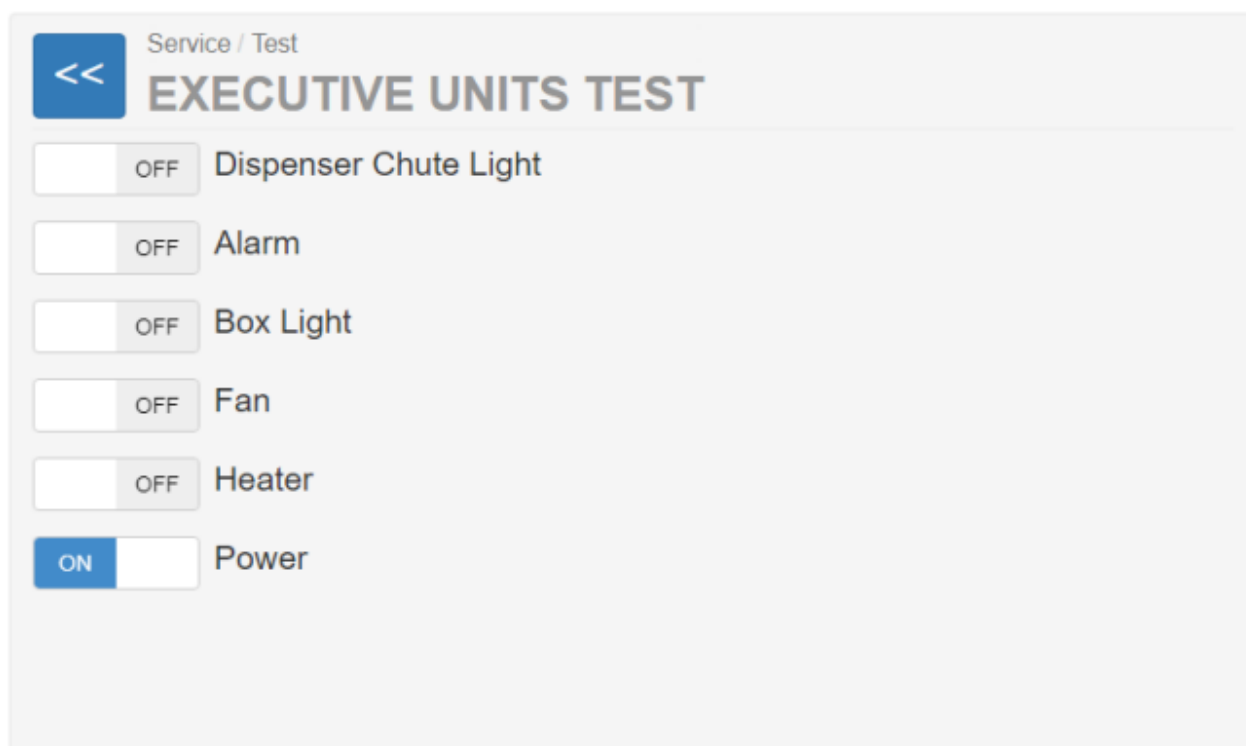 <<
Service / Test
EXECUTIVE UNITS TEST
OFF Dispenser Chute Light
OFF Alarm
OFF Box Light
OFF Fan
OFF Heater
ON Power